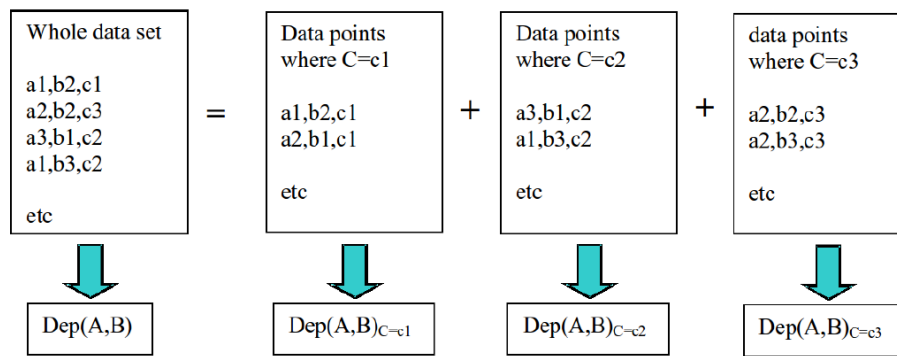 Whole data set
a1,b2,c1
a2,b2,c3
a3,b1,c2
a1,b3,c2
etc
=
Data points
where C=c1
a1,b2,c1
a2,b1,c1
etc
+
Data points
where C=c2
a3,b1,c2
a1,b3,c2
etc
+
data points
where C=c3
a2,b2,c3
a2,b3,c3
etc
Dep(A,B)
Dep(A,B)C=c1
Dep(A,B)C=c2
Dep(A,B)C=c3